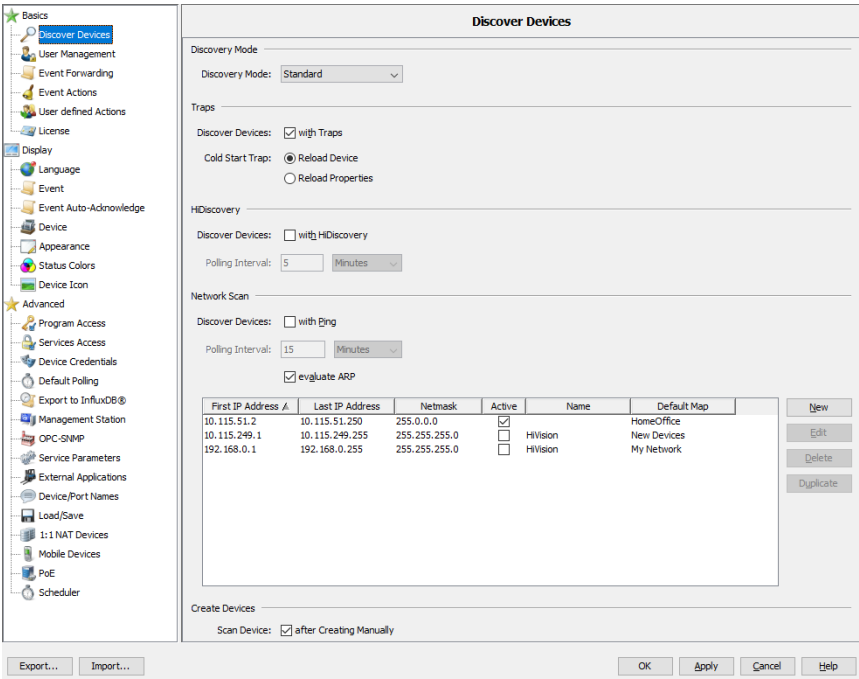 Basics
Discover Devices
User Management
Event Forwarding
Event Actions
User defined Actions
License
Display
Language
Event
Event Auto-Acknowledge
Device
Appearance
Status Colors
Device Icon
Advanced
Program Access
Services Access
Device Credentials
Default Polling
Export to InfluxDB®
Management Station
OPC-SNMP
Service Parameters
External Applications
Device/Port Names
Load/Save
1:1 NAT Devices
Mobile Devices
PoE
Scheduler
Discover Devices
Discovery Mode
Discovery Mode: Standard
Traps
Discover Devices: with Traps
Cold Start Trap: Reload Device
Reload Properties
HiDiscovery
Discover Devices: with HiDiscovery
Polling Interval: 5 Minutes
Network Scan
Discover Devices: with Ping
Polling Interval: 15 Minutes
evaluate ARP
First IP Address Last IP Address Netmask Active Name Default Map
10.115.51.2 10.115.51.250 255.0.0.0 HomeOffice
10.115.249.1 10.115.249.255 255.255.255.0 HiVision New Devices
192.168.0.1 192.168.0.255 255.255.255.0 HiVision My Network
New
Edit
Delete
Duplicate
Create Devices
Scan Device: after Creating Manually
Export... Import... OK Apply Cancel Help